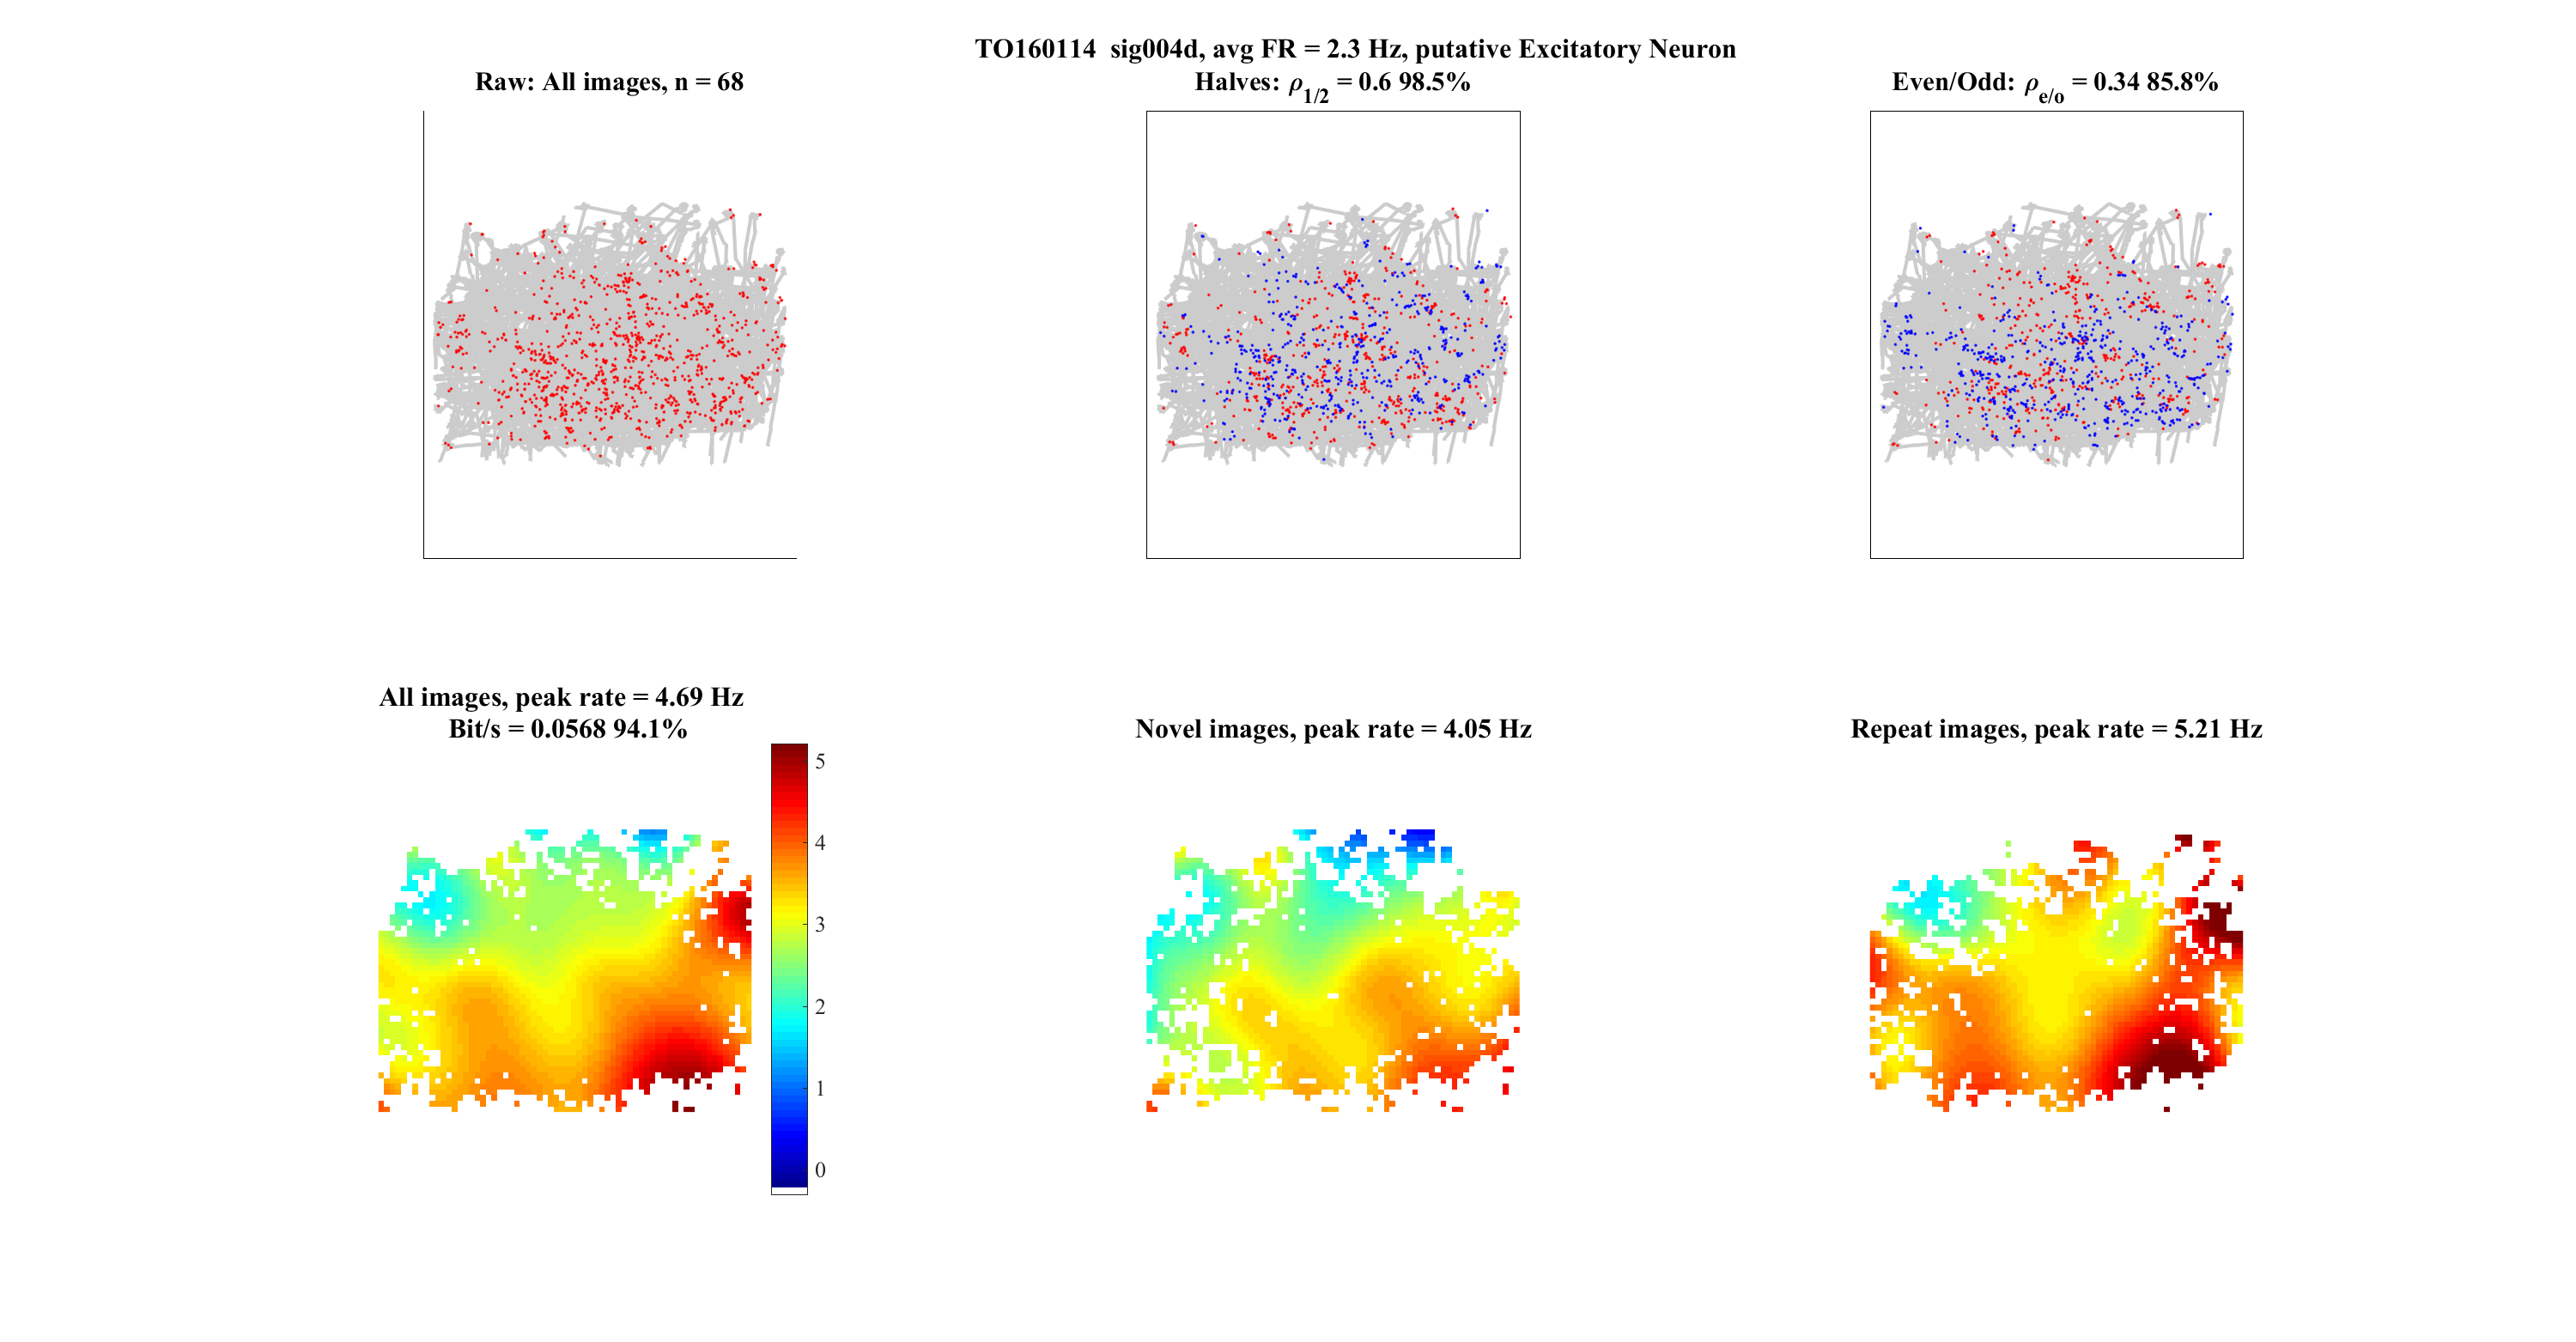 TO160114  sig004d, avg FR = 2.3 Hz, putative Excitatory Neuron
Raw: All images, n = 68
Halves: ρ1/2 = 0.6 98.5%
Even/Odd: ρe/o = 0.34 85.8%
All images, peak rate = 4.69 Hz
Bit/s = 0.0568 94.1%
5
4
3
2
1
0
Novel images, peak rate = 4.05 Hz
Repeat images, peak rate = 5.21 Hz